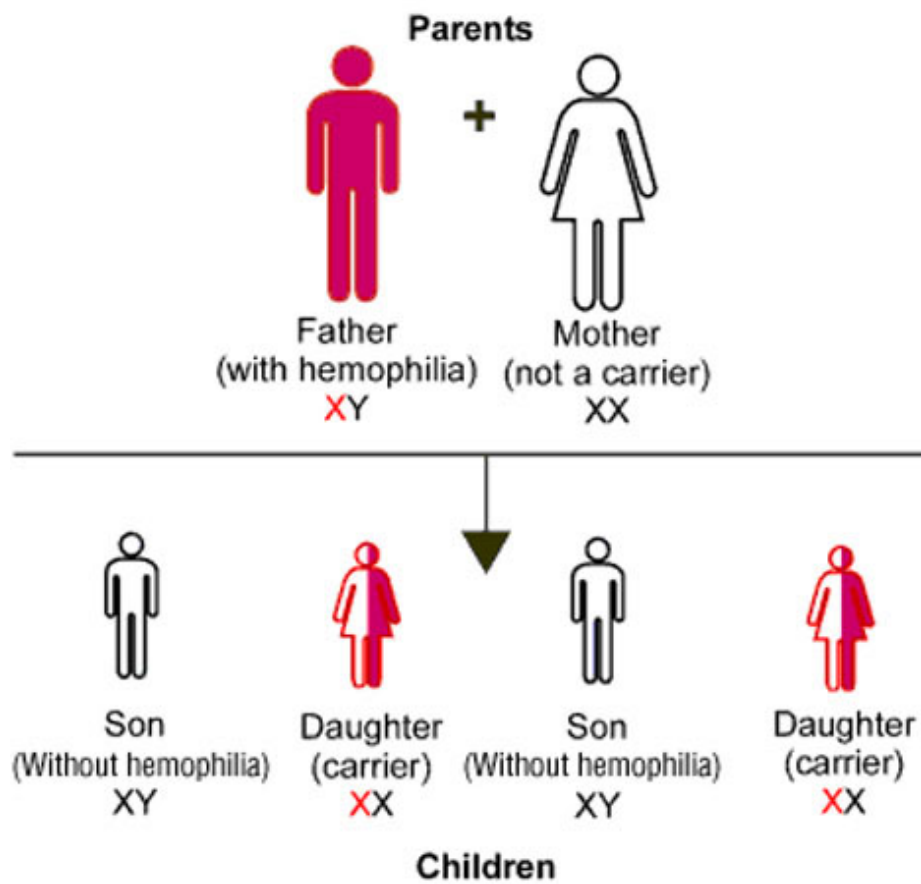 Parents
+
Father
(with hemophilia)
XY
Mother
(not a carrier)
XX
Son
(Without hemophilia)
XY
Daughter
(carrier)
XX
Son
(Without hemophilia)
XY
Daughter
(carrier)
XX
Children